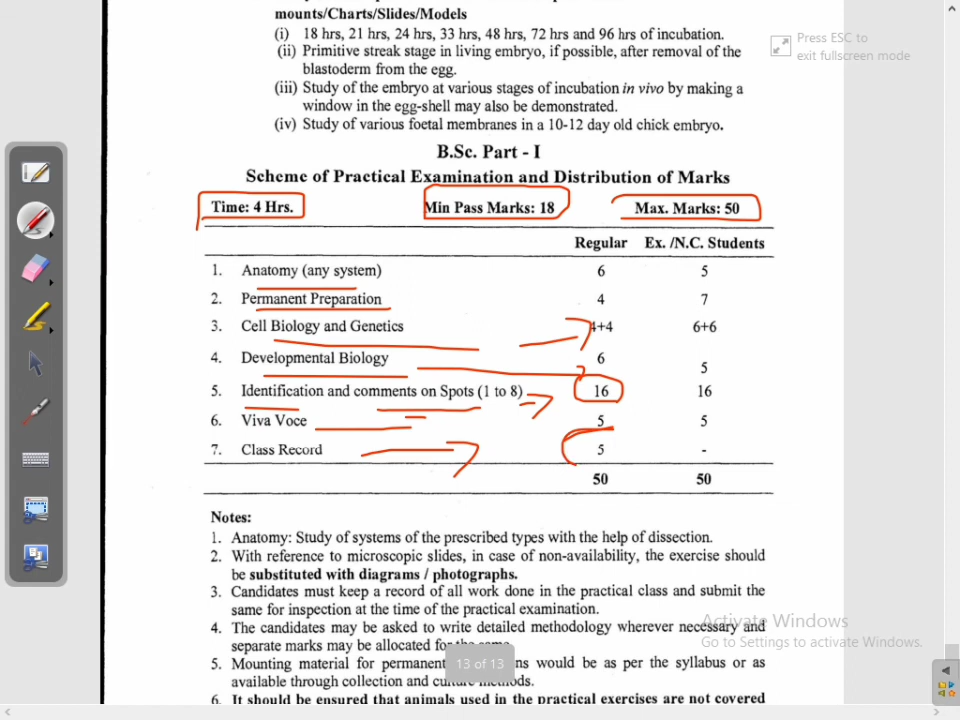 mounts/Charts/Slides/Models
(i) 18 hrs, 21 hrs, 24 hrs, 33 hrs, 48 hrs, 72 hrs and 96 hrs of incubation.
(ii) Primitive streak stage in living embryo, if possible, after removal of the
blastoderm from the egg.
(iii) Study of the embryo at various stages of incubation in vivo by making a
window in the egg-shell may also be demonstrated.
(iv) Study of various foetal membranes in a 10-12 day old chick embryo.
Press ESC to
exit fullscreen mode
B.Sc. Part - I
Scheme of Practical Examination and Distribution of Marks
Time: 4 Hrs. Min Pass Marks: 18 Max. Marks: 50
Regular Ex. /N.C. Students
1. Anatomy (any system) 6 5
2. Permanent Preparation 4 7
3. Cell Biology and Genetics 4+4 6+6
4. Developmental Biology 6 5
5. Identification and comments on Spots (1 to 8) 16 16
6. Viva Voce 5 5
7. Class Record 5 -
50 50
Notes:
1. Anatomy: Study of systems of the prescribed types with the help of dissection.
2. With reference to microscopic slides, in case of non-availability, the exercise should
be substituted with diagrams / photographs.
3. Candidates must keep a record of all work done in the practical class and submit the
same for inspection at the time of the practical examination.
4. The candidates may be asked to write detailed methodology wherever necessary and
separate marks may be allocated for
5. Mounting material for permanent would be as per the syllabus or as
available through collection and
6. It should be ensured that animals used in the practical exercises are not covered
13 of 13
Activate Windows
Go to Settings to activate Windows.